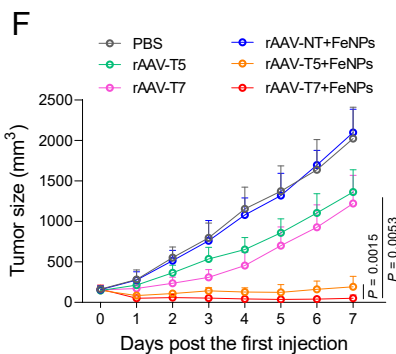 F
PBS
rAAV-T5
rAAV-T7
rAAV-NT+FeNPs
rAAV-T5+FeNPs
rAAV-T7+FeNPs
Tumor size (mm³)
2500
2000
1500
1000
500
0
0 1 2 3 4 5 6 7
Days post the first injection
P = 0.0015
P = 0.0053